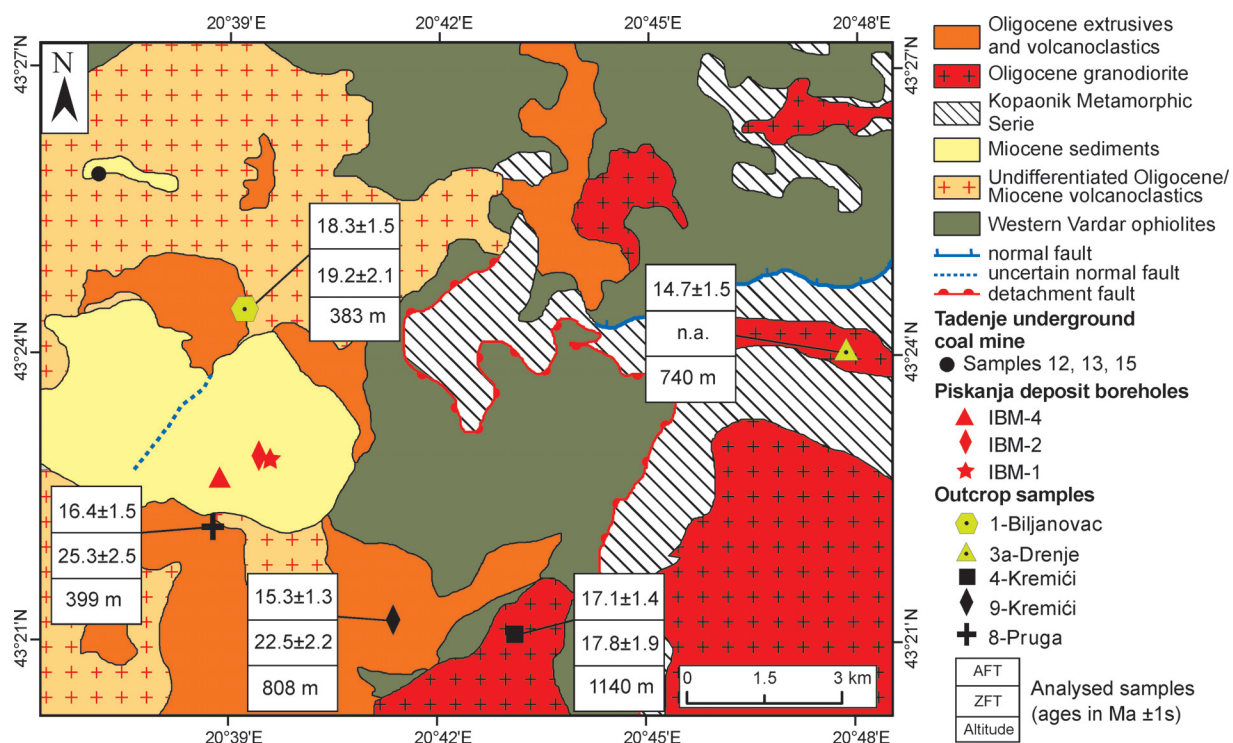 20°39'E
20°42'E
20°45'E
20°48'E
43°27'N
43°27'N
N
18.3±1.5
19.2±2.1
383 m
14.7±1.5
n.a.
740 m
43°24'N
43°24'N
16.4±1.5
25.3±2.5
399 m
15.3±1.3
22.5±2.2
808 m
17.1±1.4
17.8±1.9
1140 m
43°21'N
43°21'N
0 1.5 3 km
20°39'E
20°42'E
20°45'E
20°48'E
Oligocene extrusives
and volcanoclastics
Oligocene granodiorite
Kopaonik Metamorphic
Serie
Miocene sediments
Undifferentiated Oligocene/
Miocene volcanoclastics
Western Vardar ophiolites
normal fault
uncertain normal fault
detachment fault
Tadenje underground
coal mine
Samples 12, 13, 15
Piskanja deposit boreholes
IBM-4
IBM-2
IBM-1
Outcrop samples
1-Biljanovac
3a-Drenje
4-Kremići
9-Kremići
8-Pruga
AFT
ZFT
Altitude
Analysed samples
(ages in Ma ±1s)